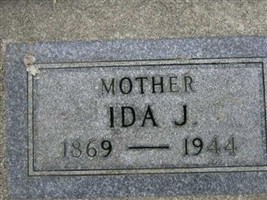 MOTHER
IDA J.
1869 — 1944